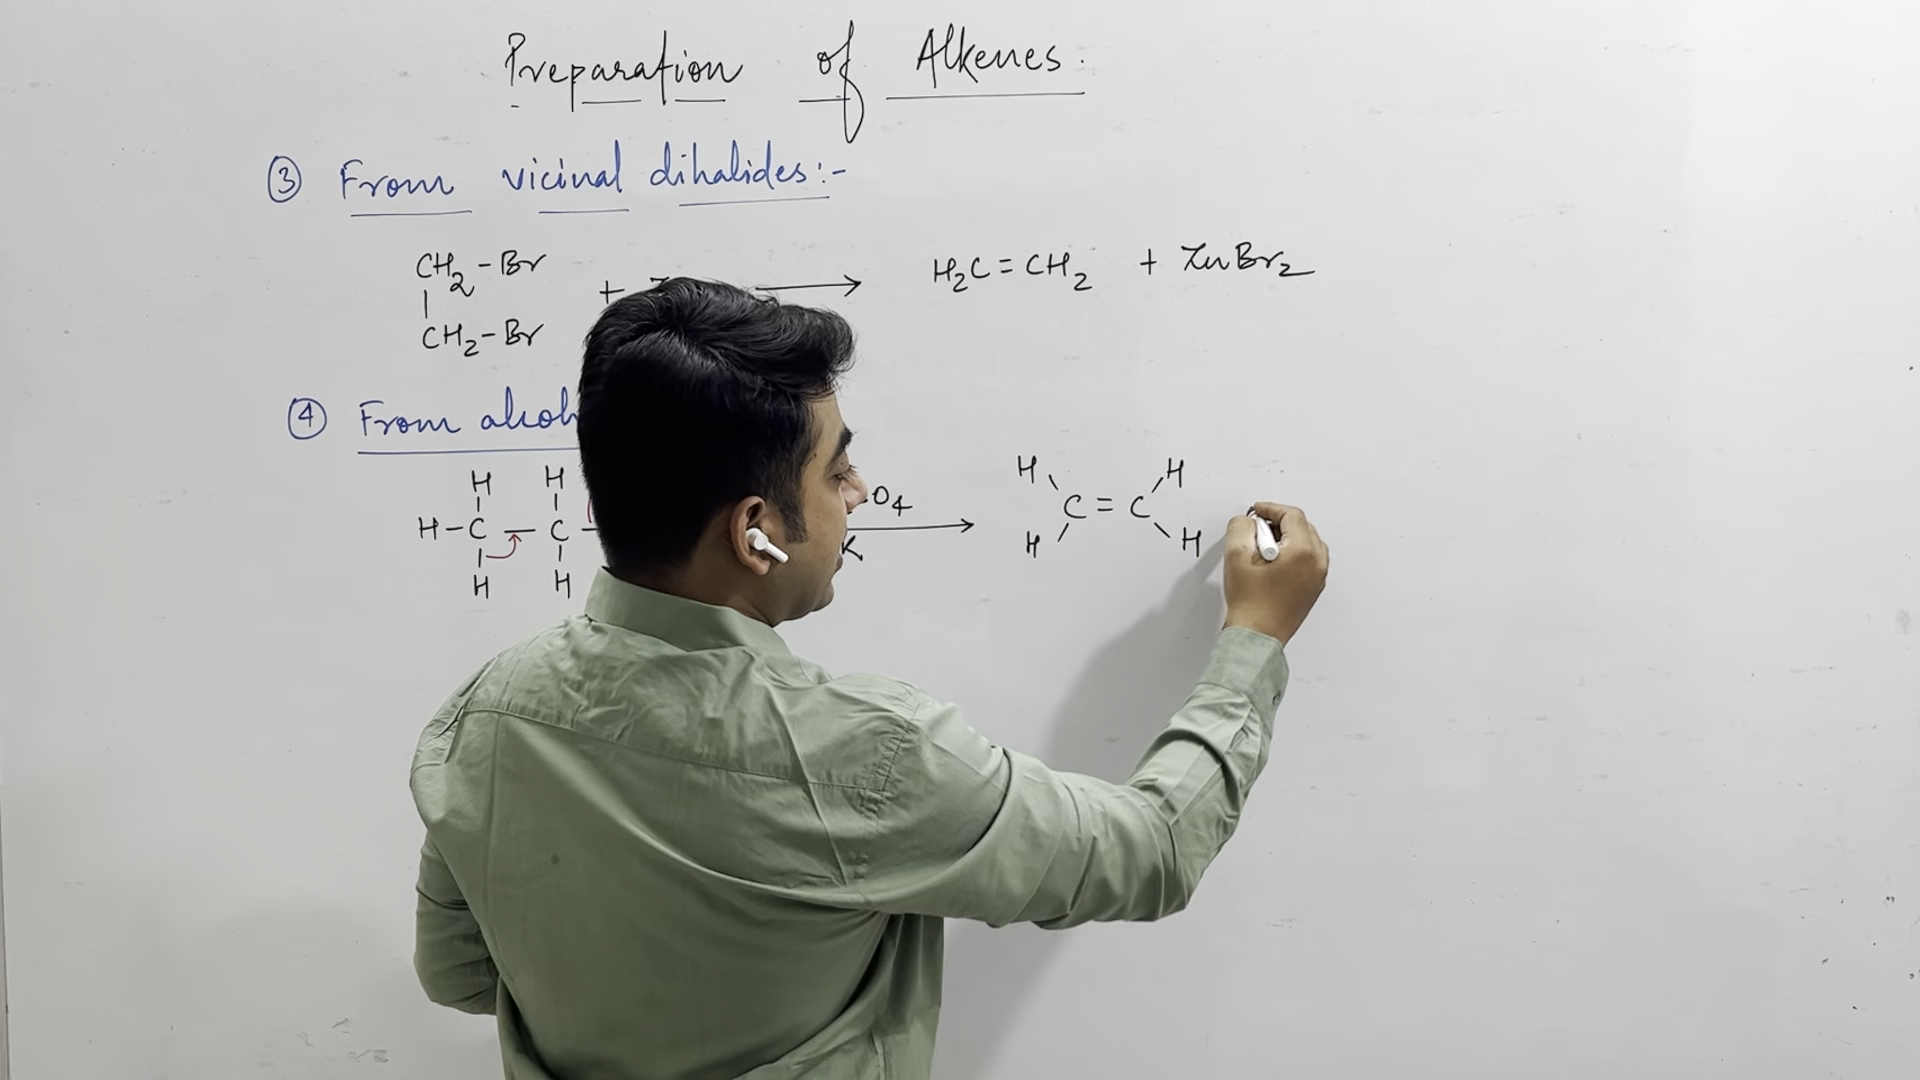 Preparation of Alkenes.
③ From vicinal dihalides:-
CH2-Br
+ → H2C=CH2 + ZnBr2
|
CH2-Br
④ From
H H
H-C-C- O4 →
H H
H H
C=C
H H